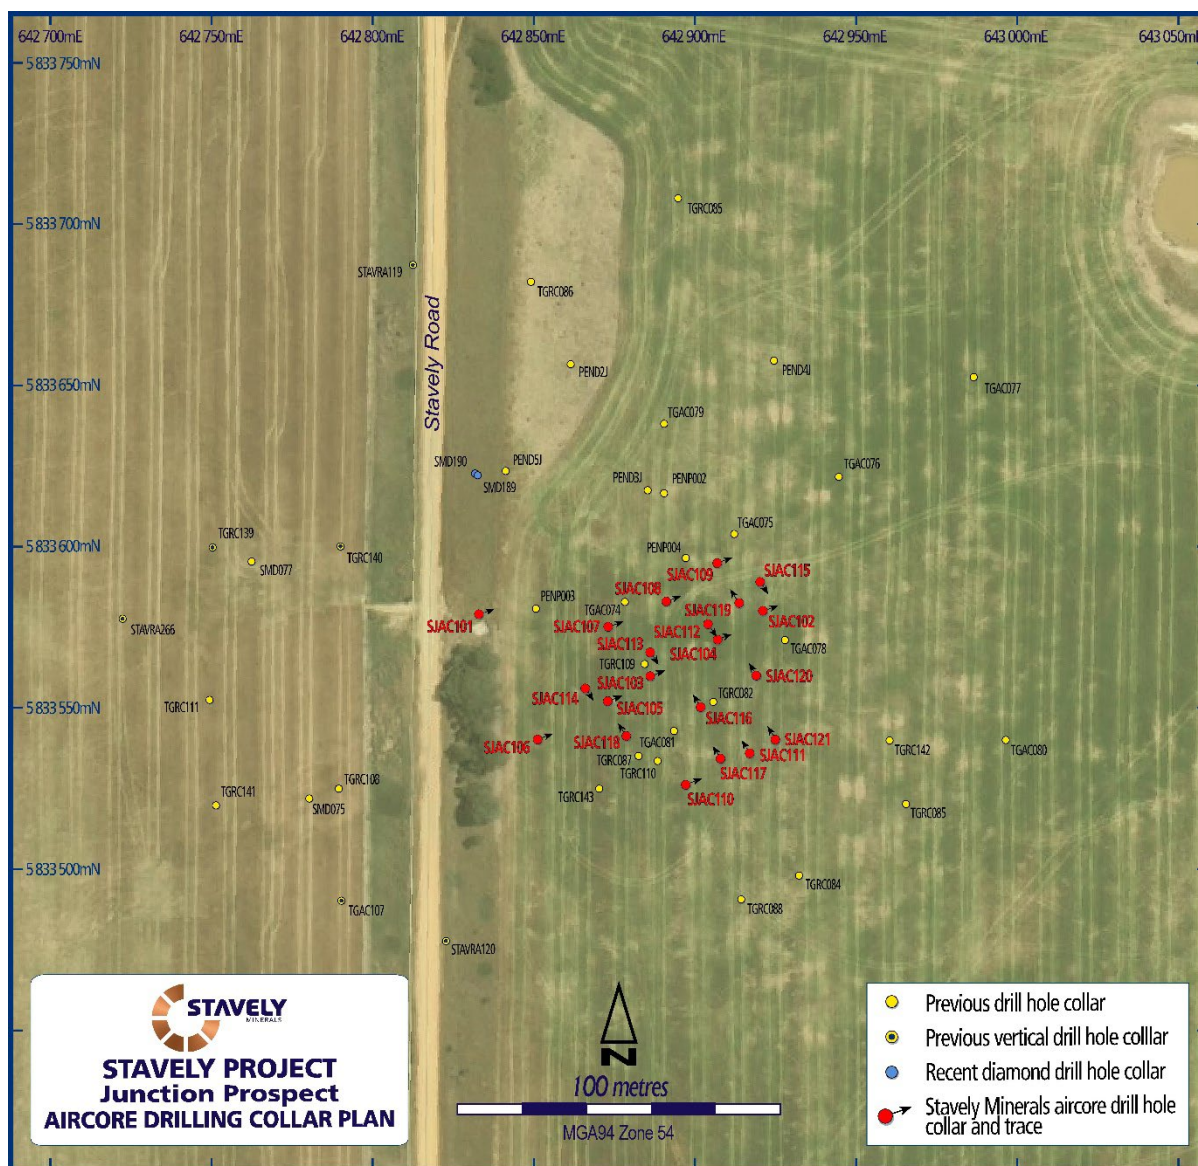 642 700mE
642 750mE
642 800mE
642 850mE
642 900mE
642 950mE
643 000mE
643 050m
5 833 750mN
5 833 700mN
TGRC085
STAVRA119
TGRC086
Stavely Road
5 833 650mN
PEND2J
PEND4J
TGAC077
TGAC079
SMD190
PEND5J
SMD189
PEND3J
PENP002
TGAC076
5 833 600mN
TGRC139
SMD077
TGRC140
TGAC075
PENP004
SJAC109
SJAC115
SJAC108
PENP003
TGAC074
SJAC119
SJAC102
STAVRA266
SJAC101
SJAC107
SJAC112
SJAC113
SJAC104
TGAC078
TGRC109
SJAC103
SJAC120
5 833 550mN
TGRC111
SJAC114
SJAC105
TGRC082
SJAC116
SJAC106
SJAC118
TGAC081
SJAC121
TGRC142
TGAC080
TGRC087
TGRC110
SJAC111
SJAC117
TGRC141
TGRC108
SMD075
TGRC143
SJAC110
TGRC085
5 833 500mN
TGRC084
TGAC107
TGRC088
STAVRA120
STAVELY
MINERALS
STAVELY PROJECT
Junction Prospect
AIRCORE DRILLING COLLAR PLAN
N
100 metres
MGA94 Zone 54
Previous drill hole collar
Previous vertical drill hole colllar
Recent diamond drill hole collar
Stavely Minerals aircore drill hole
collar and trace